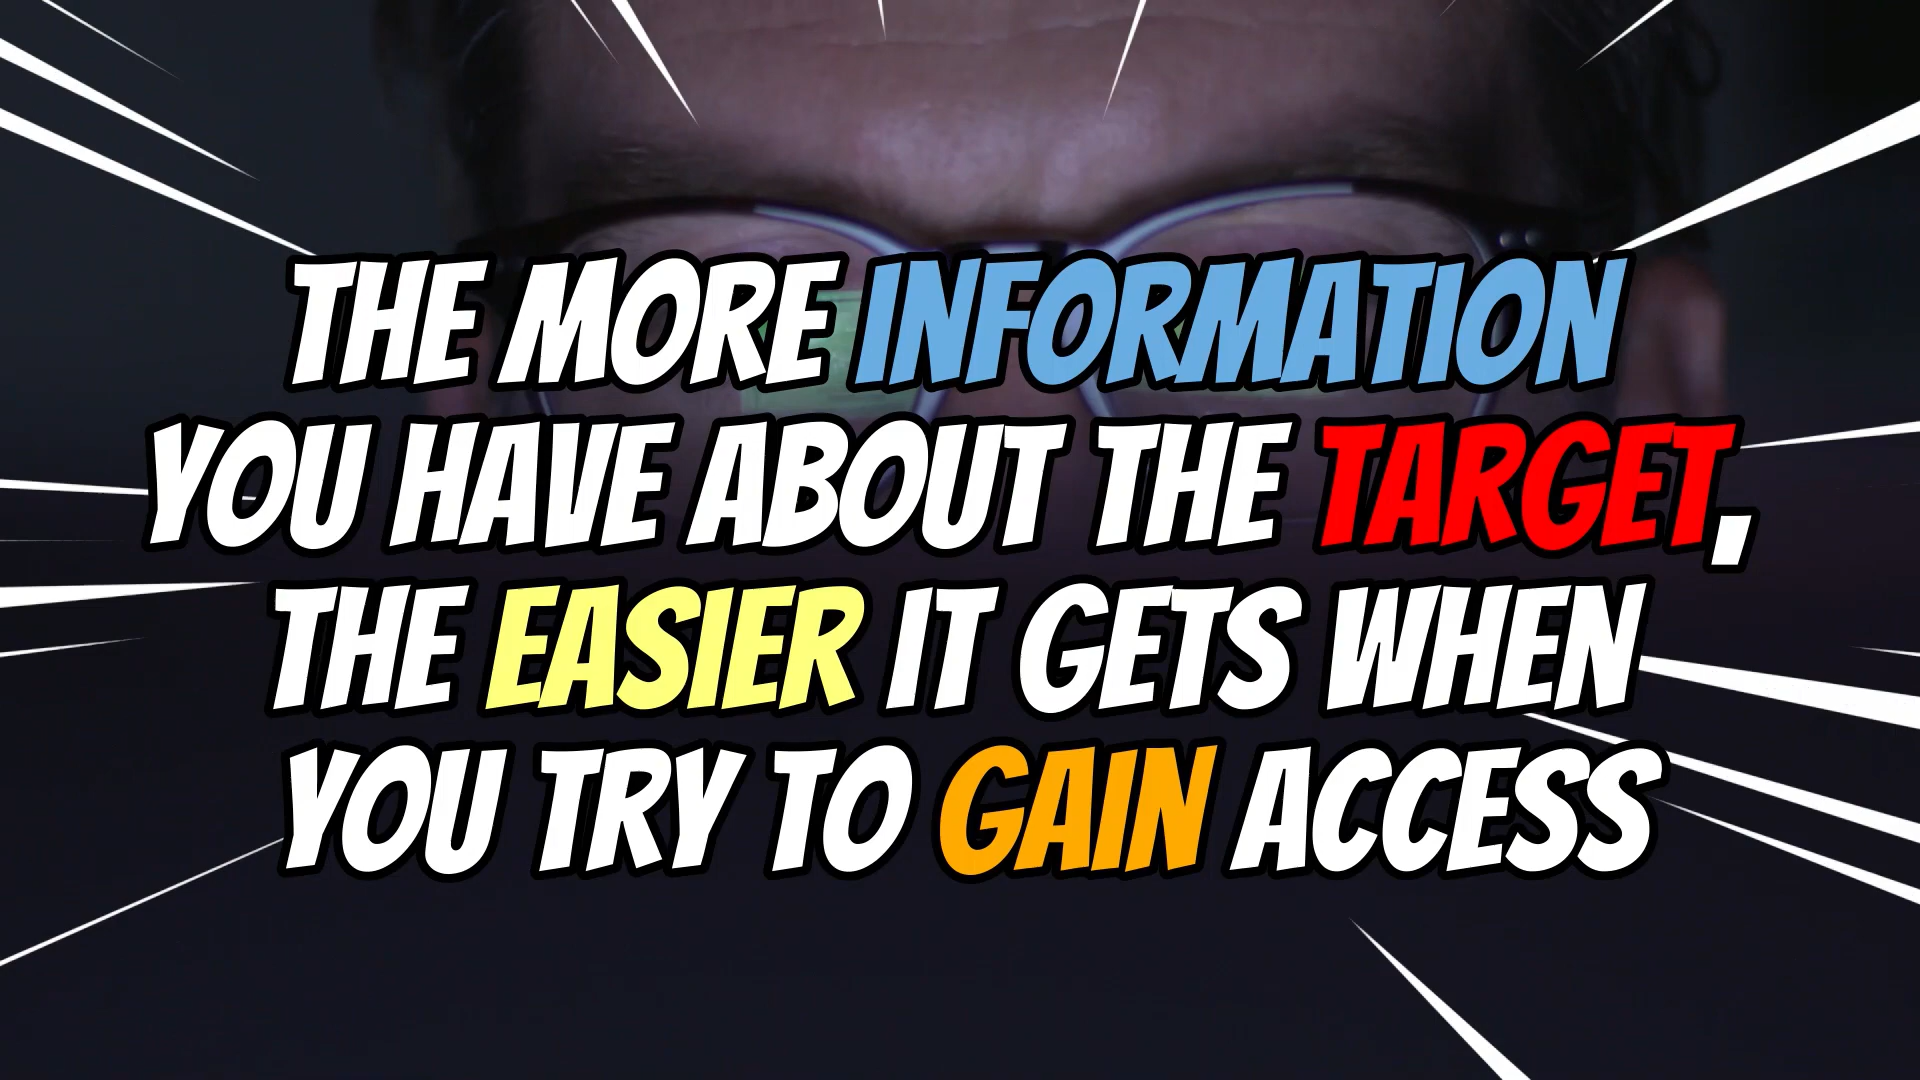 THE MORE INFORMATION
YOU HAVE ABOUT THE TARGET,
THE EASIER IT GETS WHEN
YOU TRY TO GAIN ACCESS